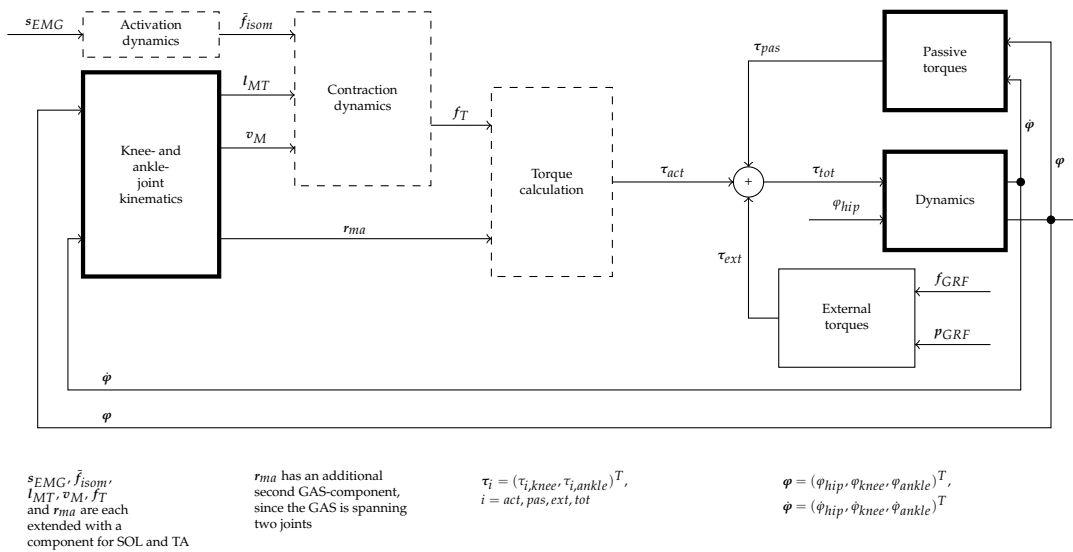 s_EMG
Activation
dynamics
f̄_isom
l_MT
v_M
Contraction
dynamics
f_T
Knee- and
ankle-
joint
kinematics
r_ma
Torque
calculation
τ_act
τ_pas
Passive
torques
+
τ_tot
φ_hip
Dynamics
φ̇
φ
τ_ext
External
torques
f_GRF
p_GRF
φ̇
φ
s_EMG, f̄_isom,
l_MT, v_M, f_T
and r_ma are each
extended with a
component for SOL and TA
r_ma has an additional
second GAS-component,
since the GAS is spanning
two joints
τ_i = (τ_i,knee, τ_i,ankle)^T,
i = act, pas, ext, tot
φ = (φ_hip, φ_knee, φ_ankle)^T,
φ̇ = (φ̇_hip, φ̇_knee, φ̇_ankle)^T